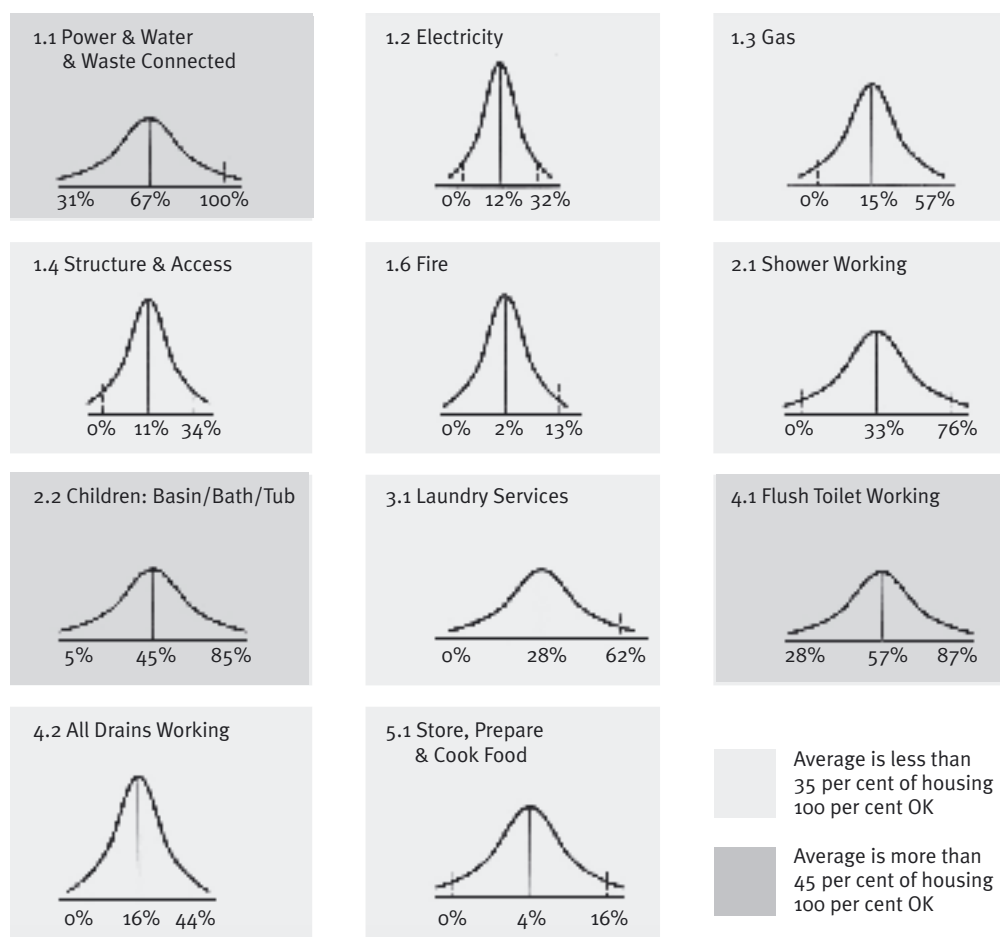 1.1 Power & Water
& Waste Connected
31% 67% 100%
1.2 Electricity
0% 12% 32%
1.3 Gas
0% 15% 57%
1.4 Structure & Access
0% 11% 34%
1.6 Fire
0% 2% 13%
2.1 Shower Working
0% 33% 76%
2.2 Children: Basin/Bath/Tub
5% 45% 85%
3.1 Laundry Services
0% 28% 62%
4.1 Flush Toilet Working
28% 57% 87%
4.2 All Drains Working
0% 16% 44%
5.1 Store, Prepare
& Cook Food
0% 4% 16%
Average is less than
35 per cent of housing
100 per cent OK
Average is more than
45 per cent of housing
100 per cent OK